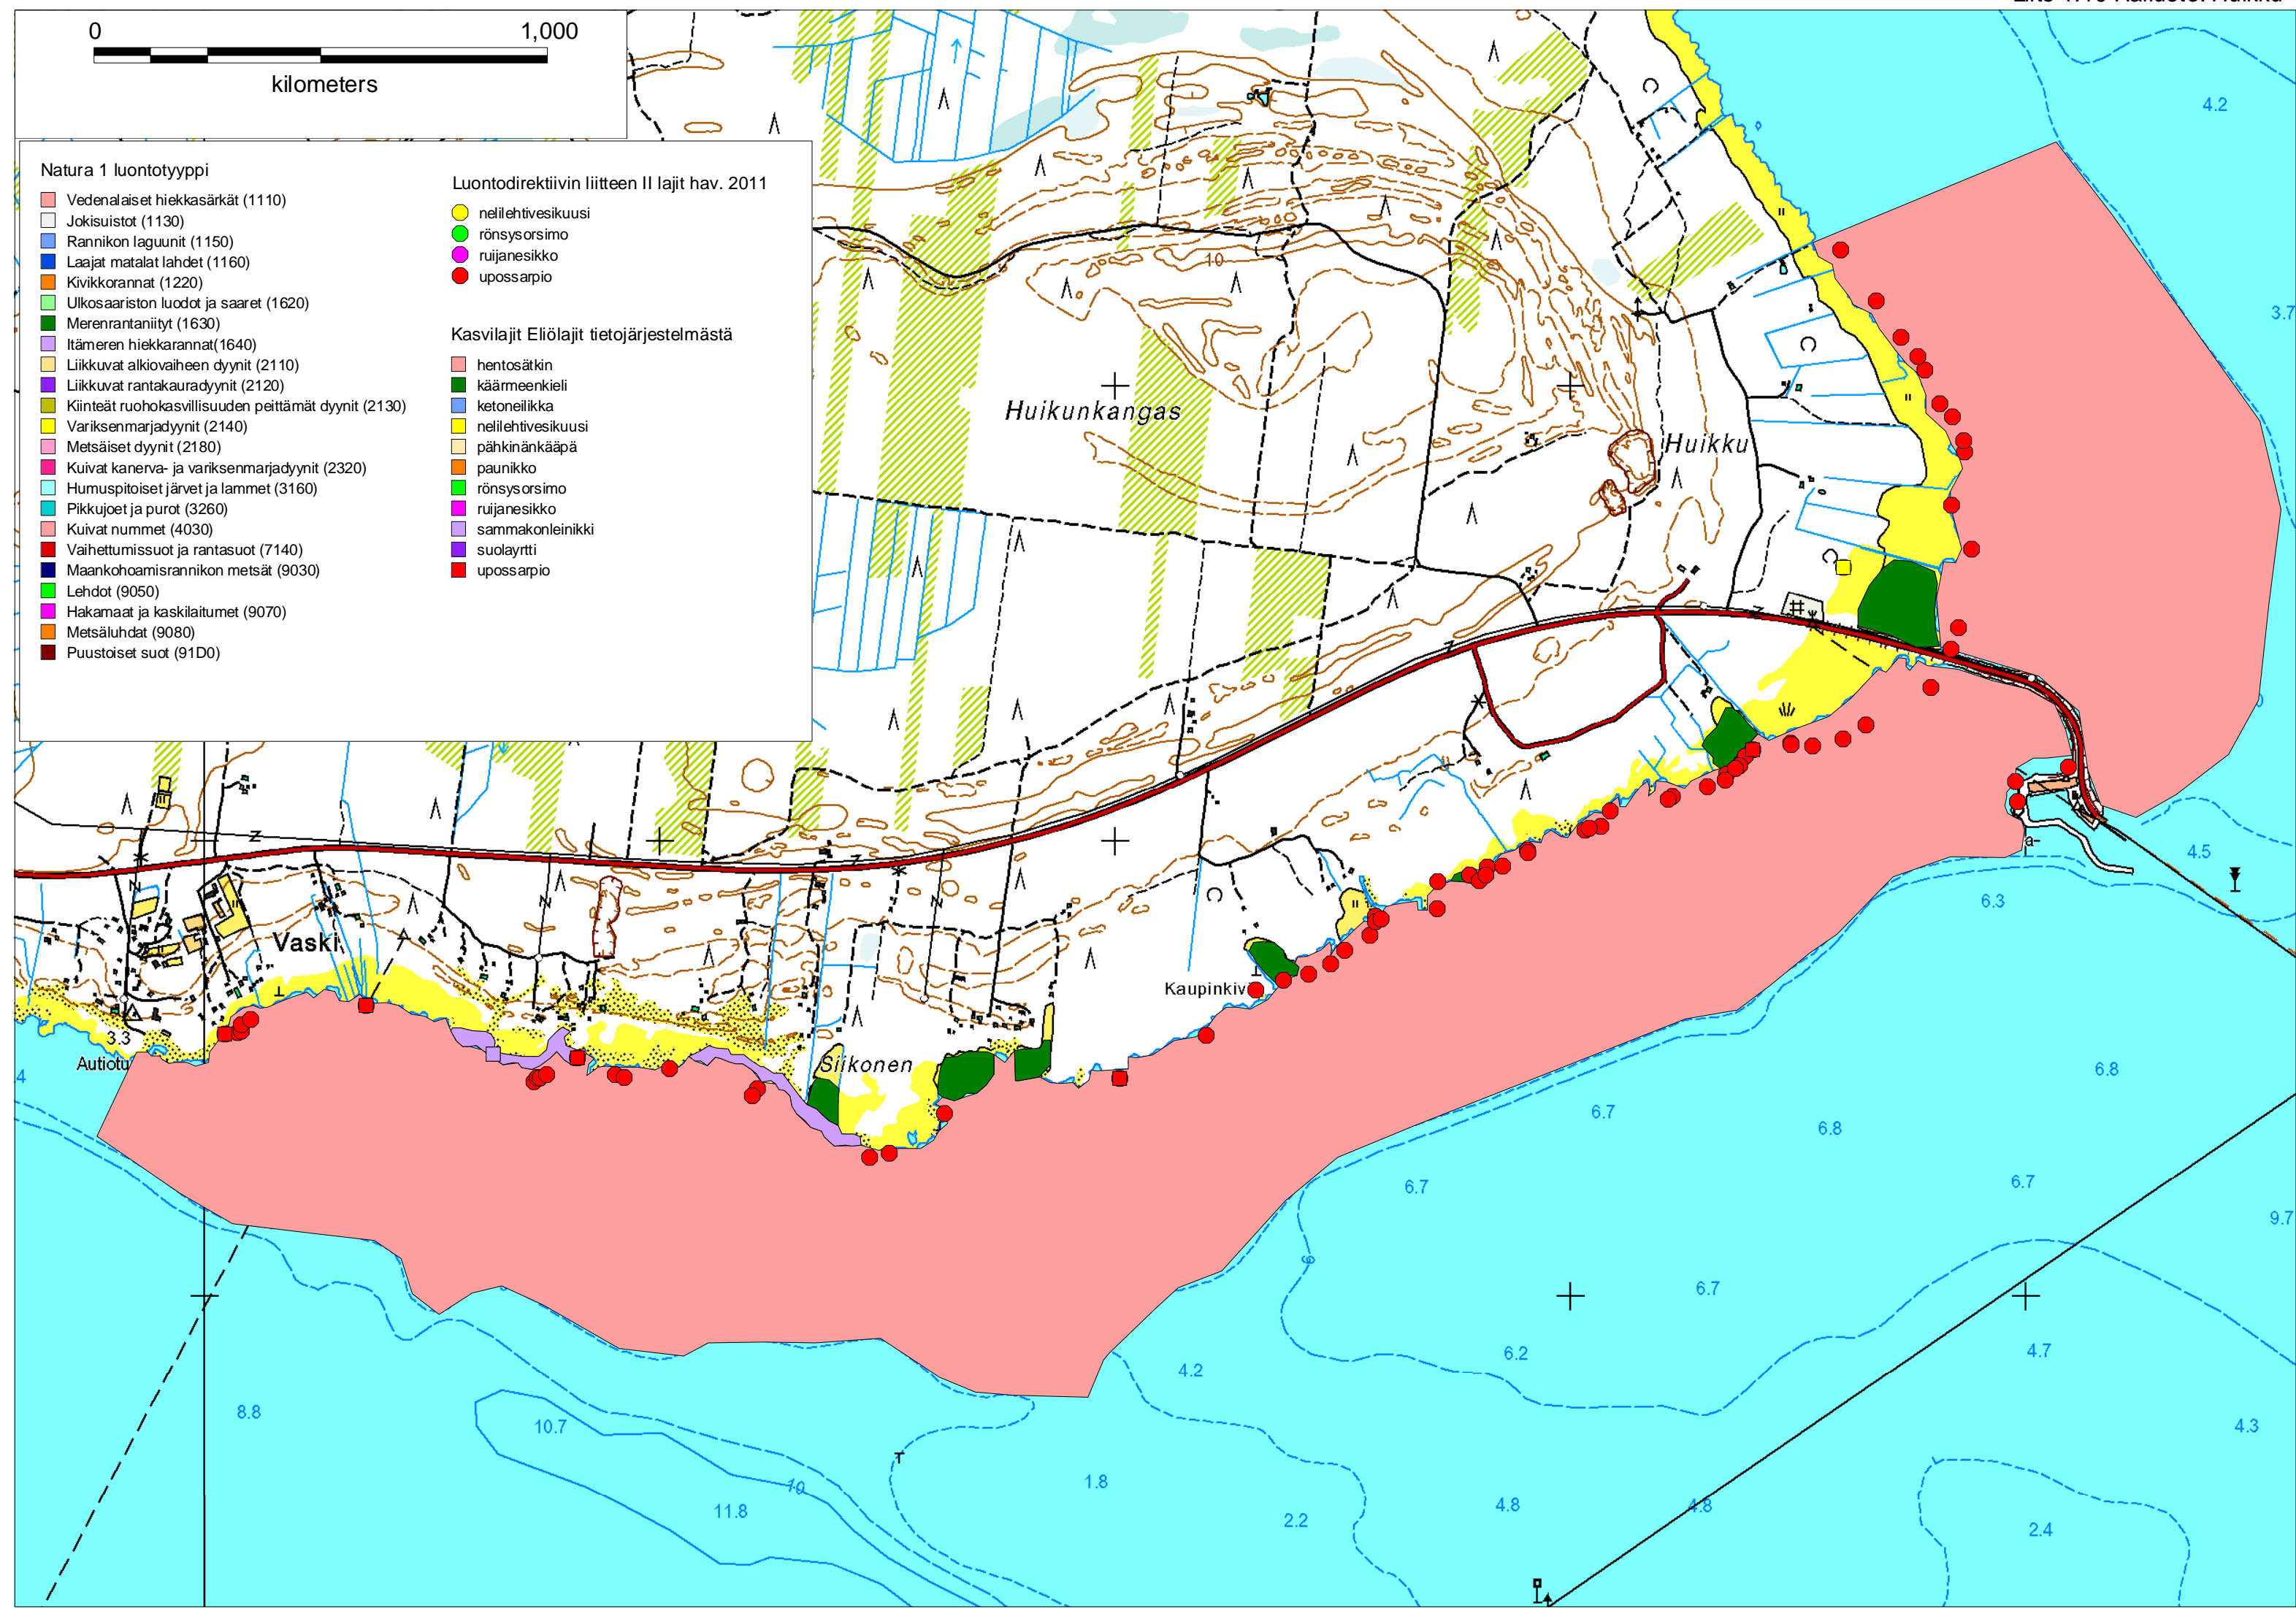 0 1,000
kilometers
Natura 1 luontotyyppi
Vedenalaiset hiekkasärkät (1110)
Jokisuistot (1130)
Rannikon laguunit (1150)
Laajat matalat lahdet (1160)
Kivikkorannat (1220)
Ulkosaariston luodot ja saaret (1620)
Merenrantaniityt (1630)
Itämeren hiekkarannat(1640)
Liikkuvat alkiovaiheen dyynit (2110)
Liikkuvat rantakauradyynit (2120)
Kiinteät ruohokasvillisuuden peittämät dyynit (2130)
Variksenmarjadyynit (2140)
Metsäiset dyynit (2180)
Kuivat kanerva- ja variksenmarjadyynit (2320)
Humuspitoiset järvet ja lammet (3160)
Pikkujoet ja purot (3260)
Kuivat nummet (4030)
Vaihettumissuot ja rantasuot (7140)
Maankohoamisrannikon metsät (9030)
Lehdot (9050)
Hakamaat ja kaskilaitumet (9070)
Metsäluhdat (9080)
Puustoiset suot (91D0)
Luontodirektiivin liitteen II lajit hav. 2011
nelilehtivesikuusi
rönsysorsimo
ruijanesikko
upossarpio
Kasvilajit Eliölajit tietojärjestelmästä
hentosätkin
käärmeenkieli
ketoneilikka
nelilehtivesikuusi
pähkinänkääpä
paunikko
rönsysorsimo
ruijanesikko
sammakonleinikki
suolayrtti
upossarpio
4.2
10
3.7
Huikunkangas
Huikku
4.5
6.3
Vaski
Kaupinkivi
3.3
Autiotu
Siikonen
4
6.8
6.7
6.8
6.7
6.7
9.7
6
6.7
6.2
4.7
4.2
8.8
10.7
4.3
10
1.8
11.8
2.2
4.8
4.8
2.4